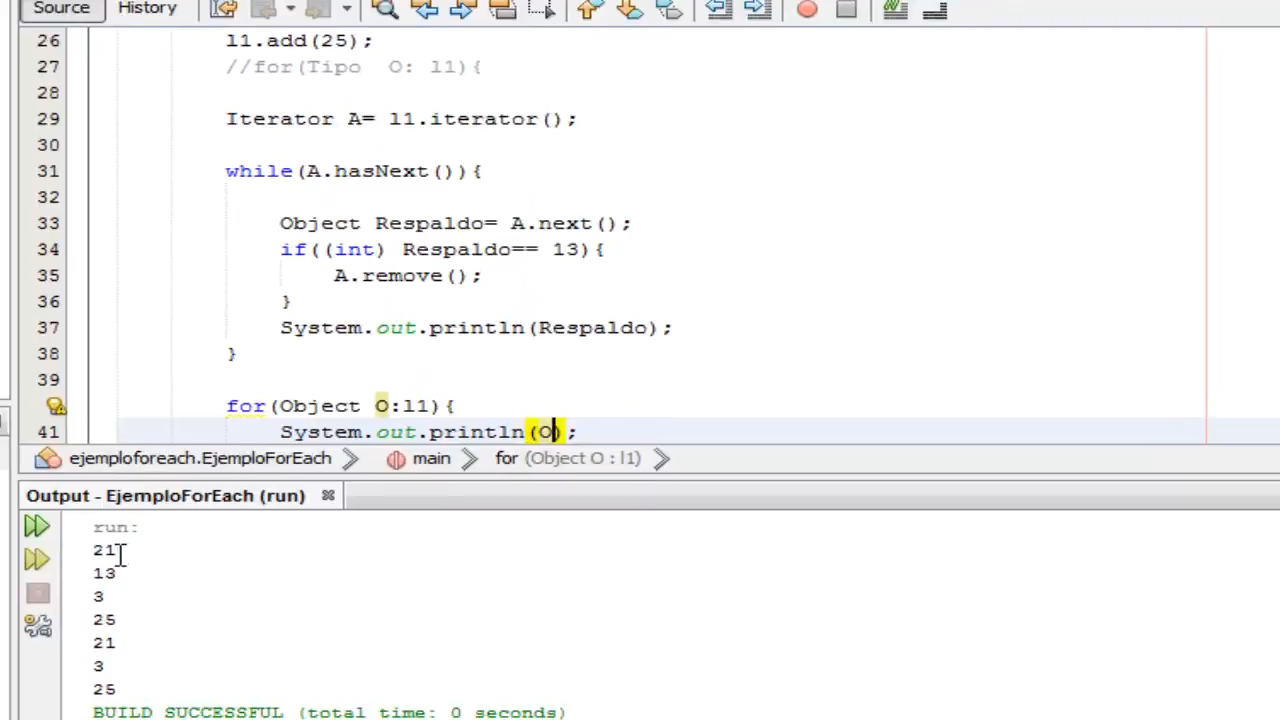 Source History
26 l1.add(25);
27 //for(Tipo O: l1){
28
29 Iterator A= l1.iterator();
30
31 while(A.hasNext()){
32
33 Object Respaldo= A.next();
34 if((int) Respaldo== 13){
35 A.remove();
36 }
37 System.out.println(Respaldo);
38 }
39
for(Object O:l1){
41 System.out.println(O);
ejemploforeach.EjemploForEach main for (Object O : l1)
Output - EjemploForEach (run)
run:
21
13
3
25
21
3
25
BUILD SUCCESSFUL (total time: 0 seconds)